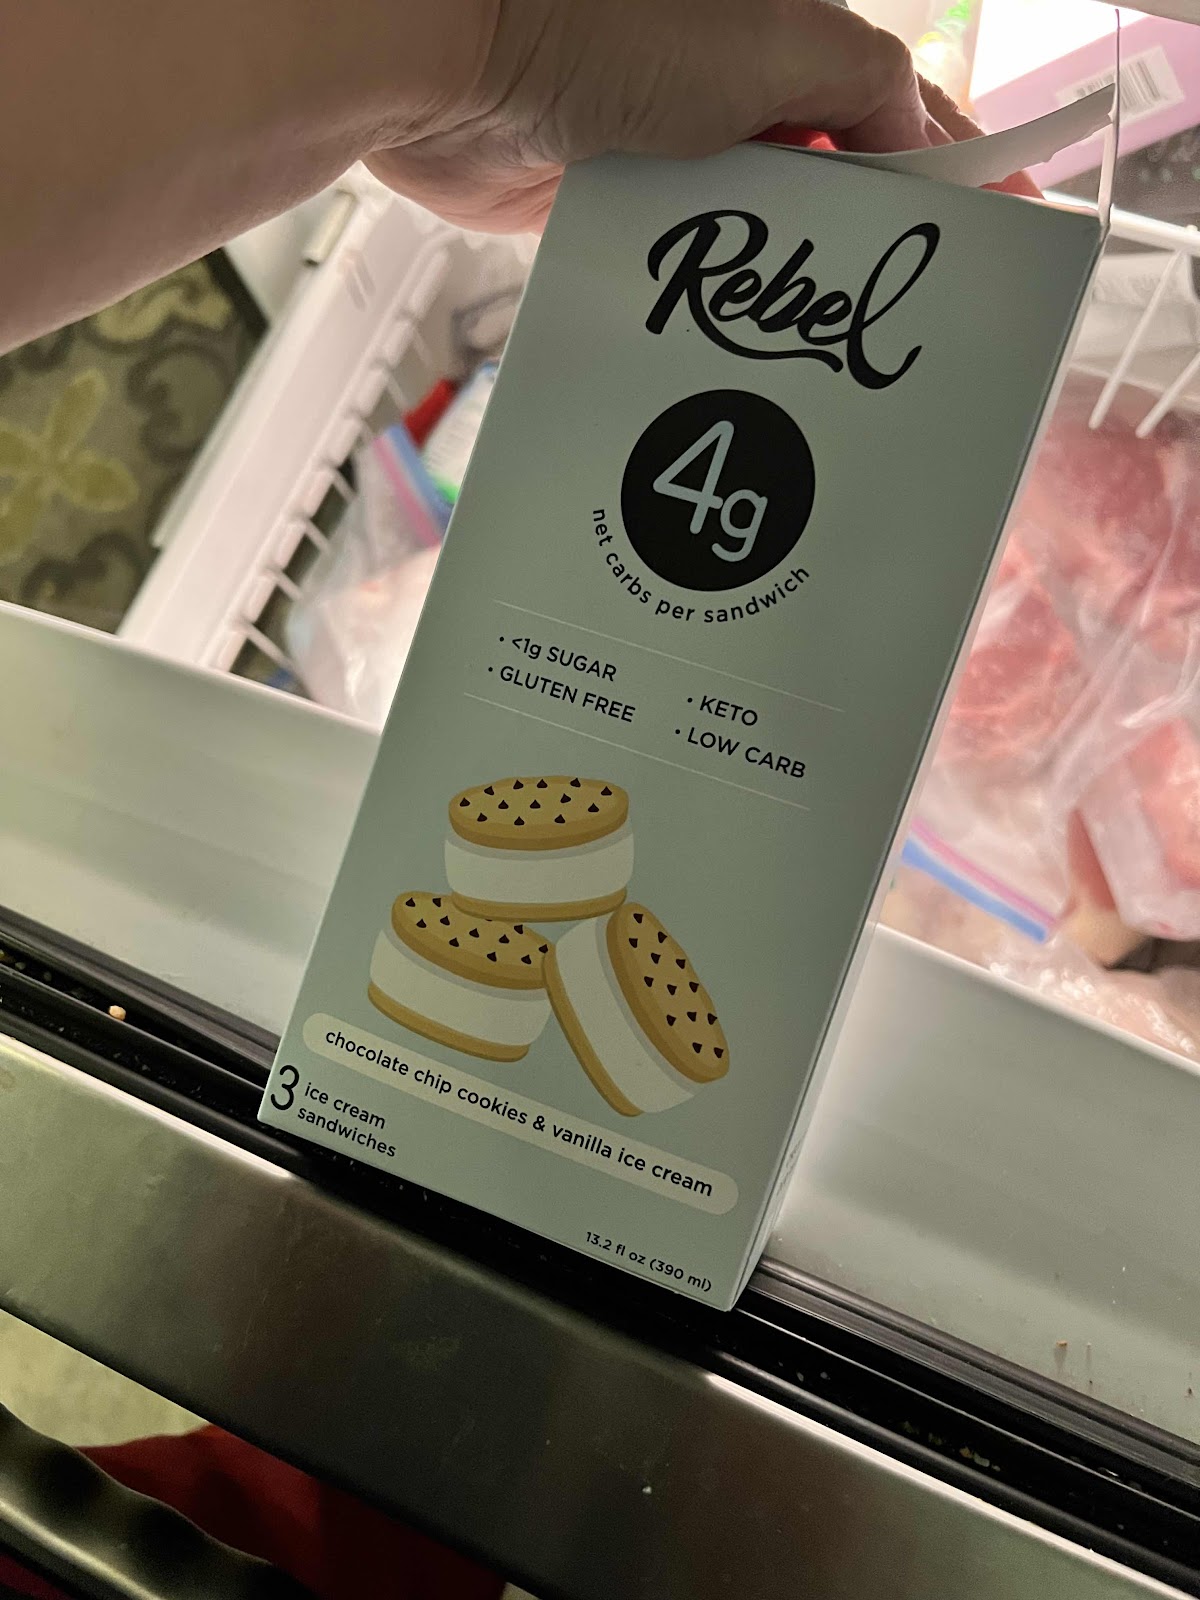 Rebel
4g
net carbs per sandwich
• <1g SUGAR
• GLUTEN FREE
• KETO
• LOW CARB
chocolate chip cookies & vanilla ice cream
3 ice cream
sandwiches
13.2 fl oz (390 ml)